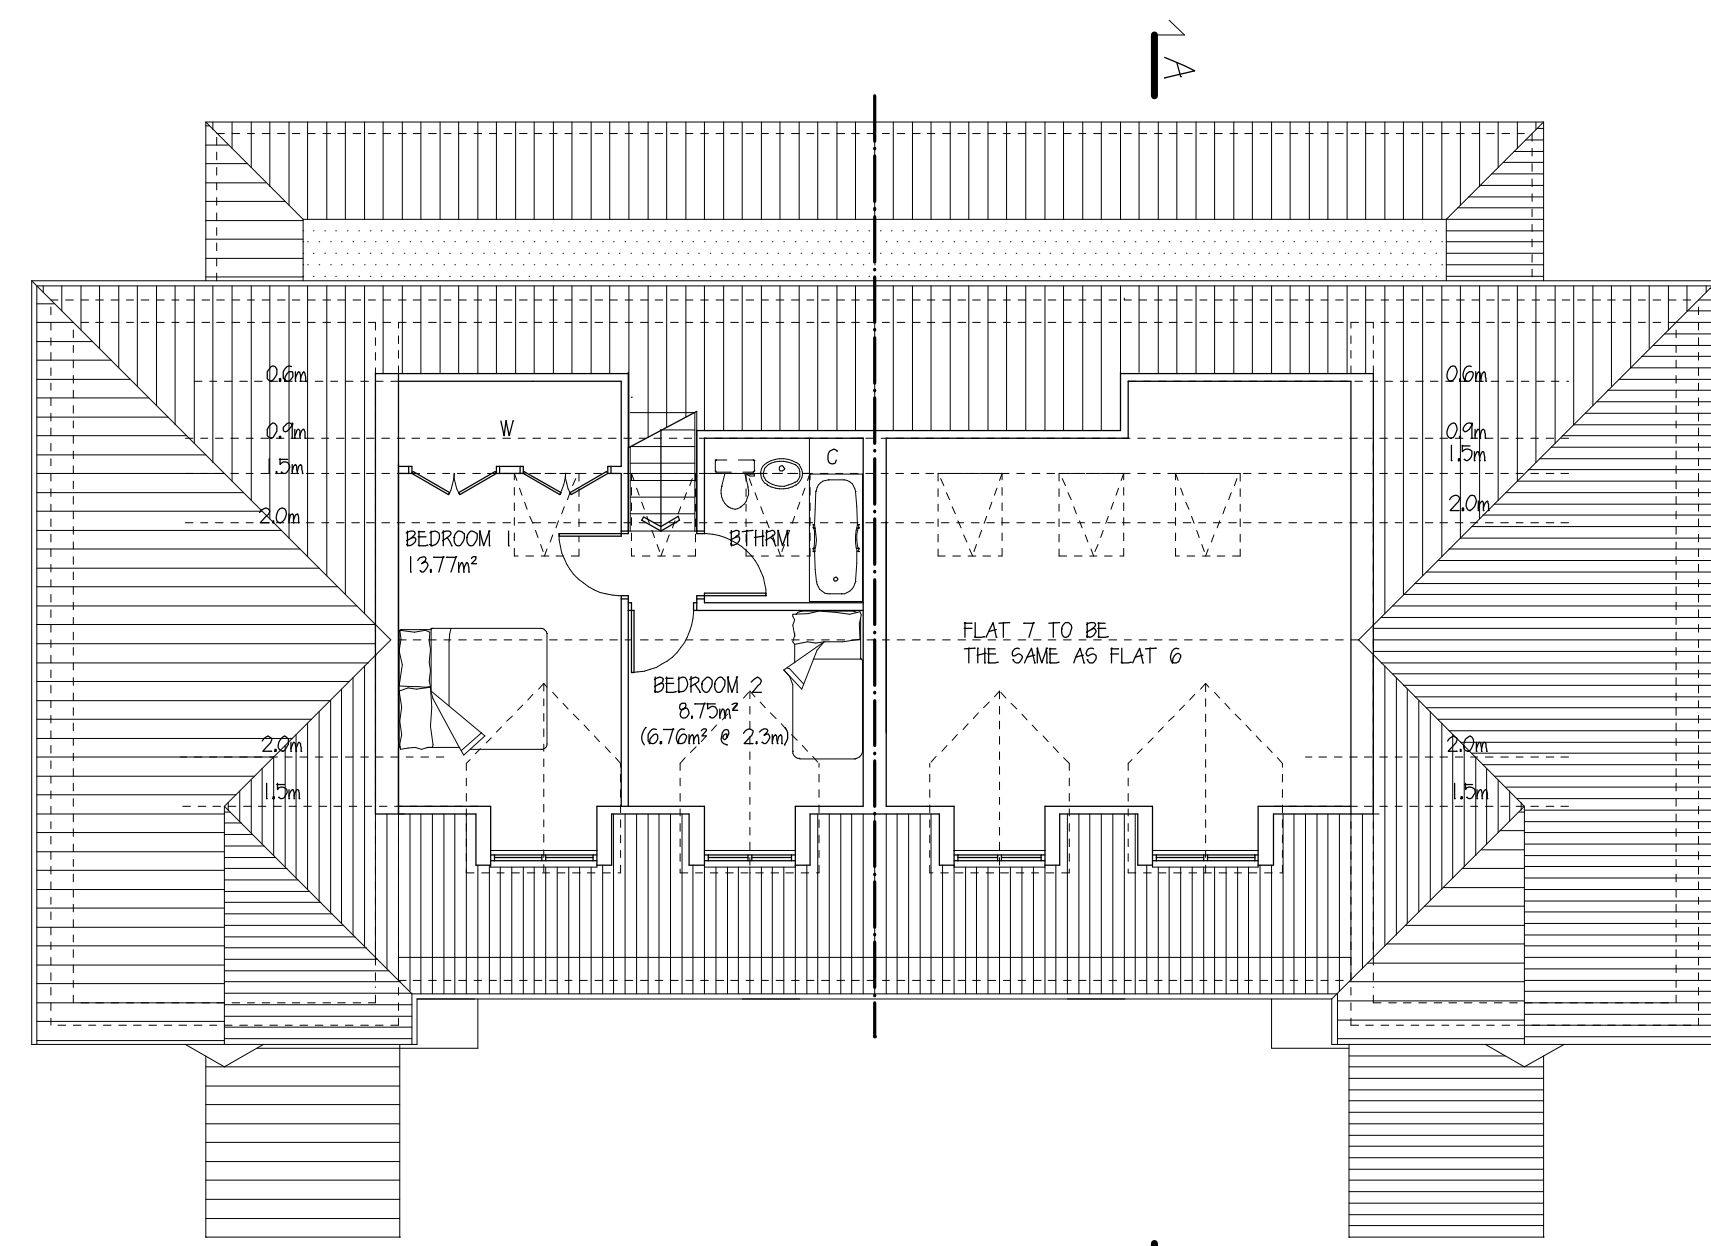 A
0.6m
0.6m
W
0.9m
0.9m
C
1.5m
1.5m
2.0m
2.0m
BEDROOM 1
BTHRM
13.77m²
FLAT 7 TO BE
THE SAME AS FLAT 6
BEDROOM 2
8.75m²
(6.76m² @ 2.3m)
2.0m
2.0m
1.5m
1.5m